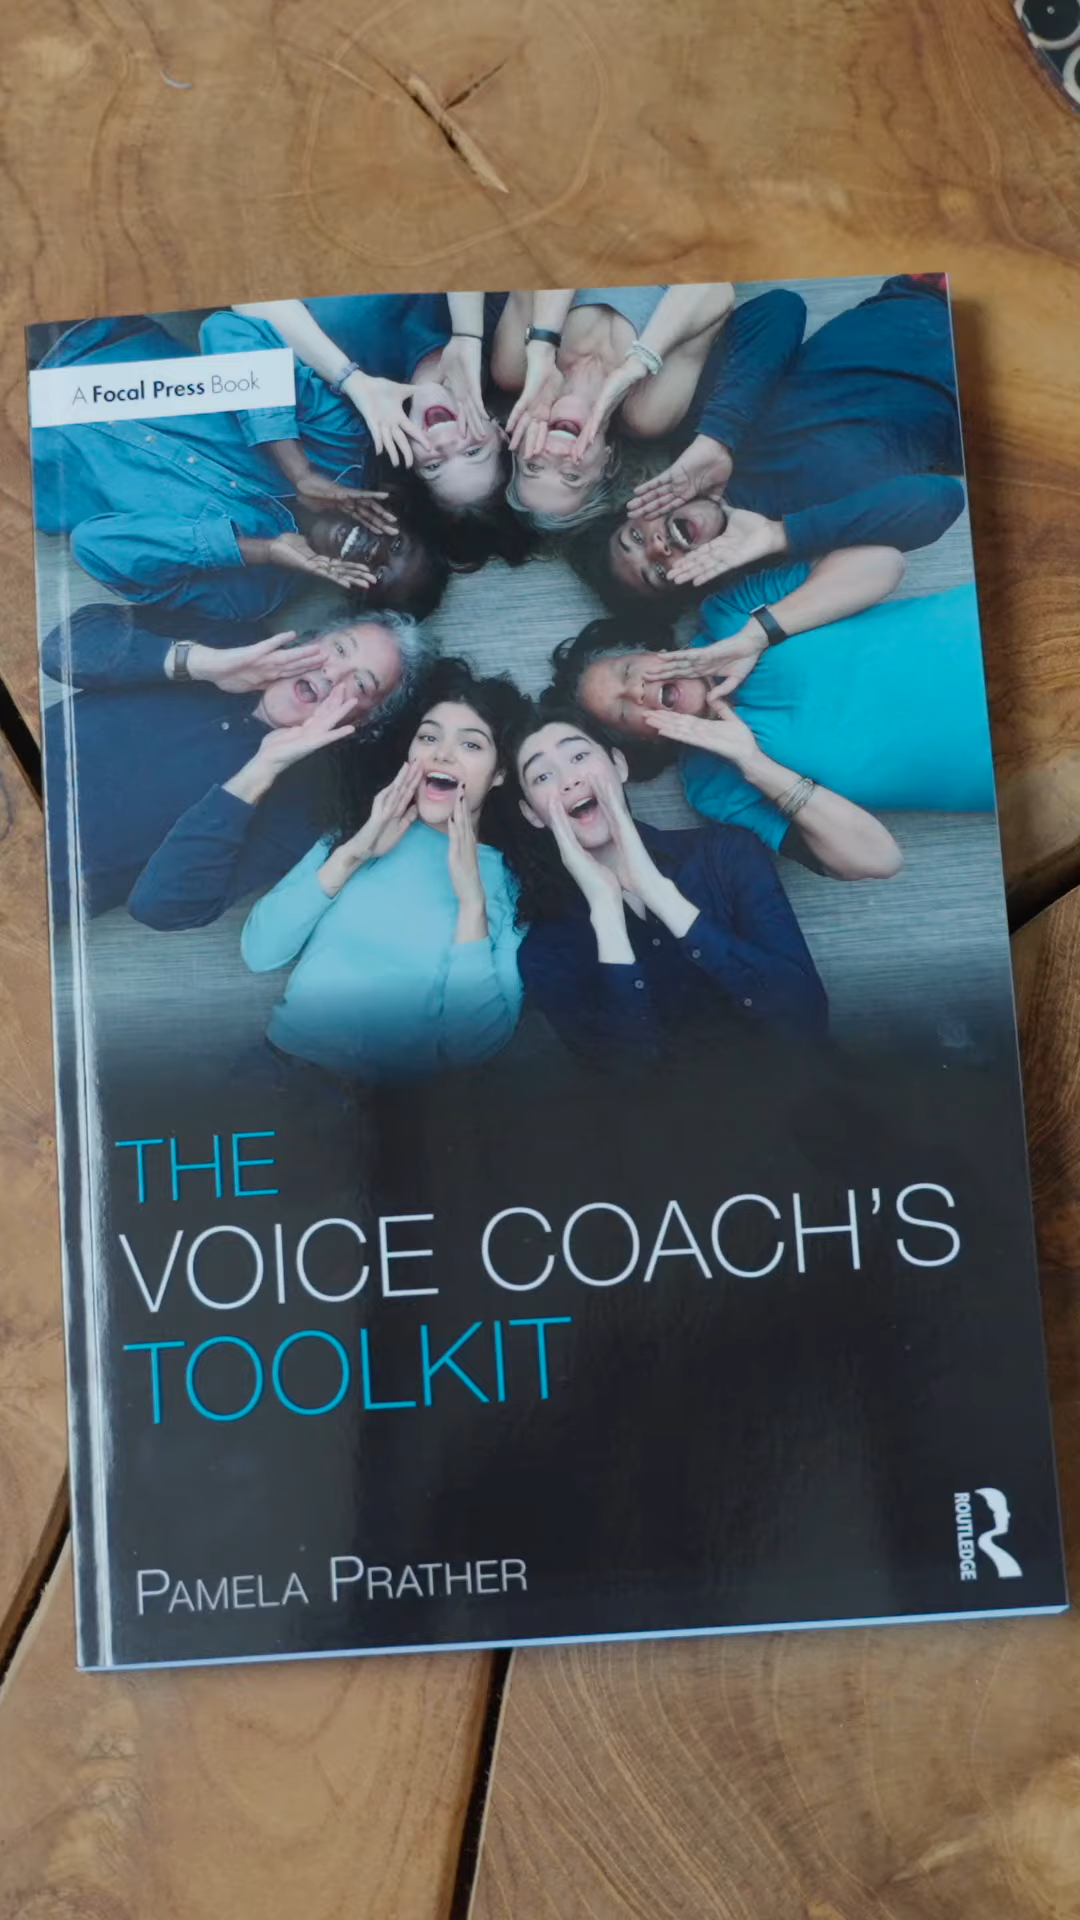 A Focal Press Book
THE
VOICE COACH'S
TOOLKIT
PAMELA PRATHER
ROUTLEDGE